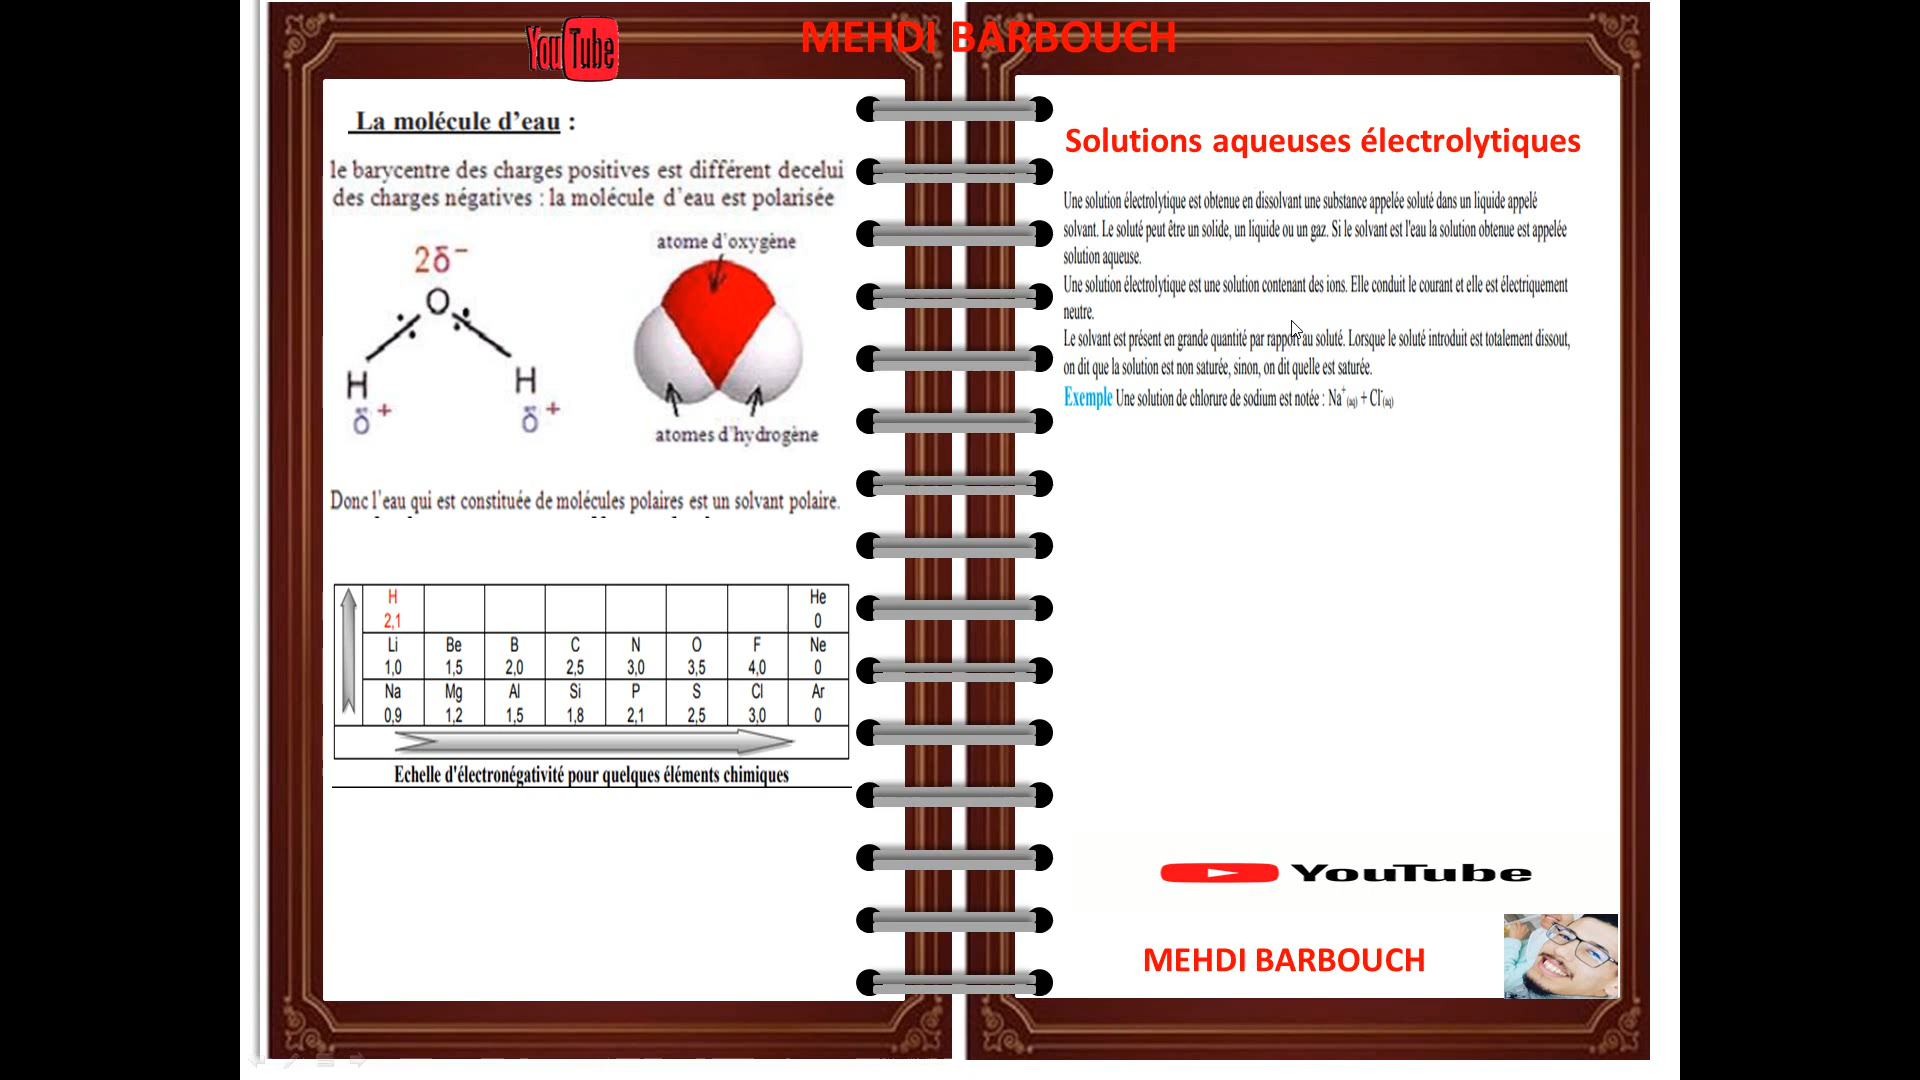 YouTube
MEHDI BARBOUCH
La molécule d'eau :
le barycentre des charges positives est différent decelui
des charges négatives : la molécule d'eau est polarisée
2δ⁻
O
H
H
δ⁺
δ⁺
atome d'oxygène
atomes d'hydrogène
Donc l'eau qui est constituée de molécules polaires est un solvant polaire.
H He
2,1 0
Li Be B C N O F Ne
1,0 1,5 2,0 2,5 3,0 3,5 4,0 0
Na Mg Al Si P S Cl Ar
0,9 1,2 1,5 1,8 2,1 2,5 3,0 0
Echelle d'électronégativité pour quelques éléments chimiques
Solutions aqueuses électrolytiques
Une solution électrolytique est obtenue en dissolvant une substance appelée soluté dans un liquide appelé
solvant. Le soluté peut être un solide, un liquide ou un gaz. Si le solvant est l'eau la solution obtenue est appelée
solution aqueuse.
Une solution électrolytique est une solution contenant des ions. Elle conduit le courant et elle est électriquement
neutre.
Le solvant est présent en grande quantité par rapport au soluté. Lorsque le soluté introduit est totalement dissout,
on dit que la solution est non saturée, sinon, on dit quelle est saturée.
Exemple Une solution de chlorure de sodium est notée : Na⁺(aq) + Cl⁻(aq)
YouTube
MEHDI BARBOUCH